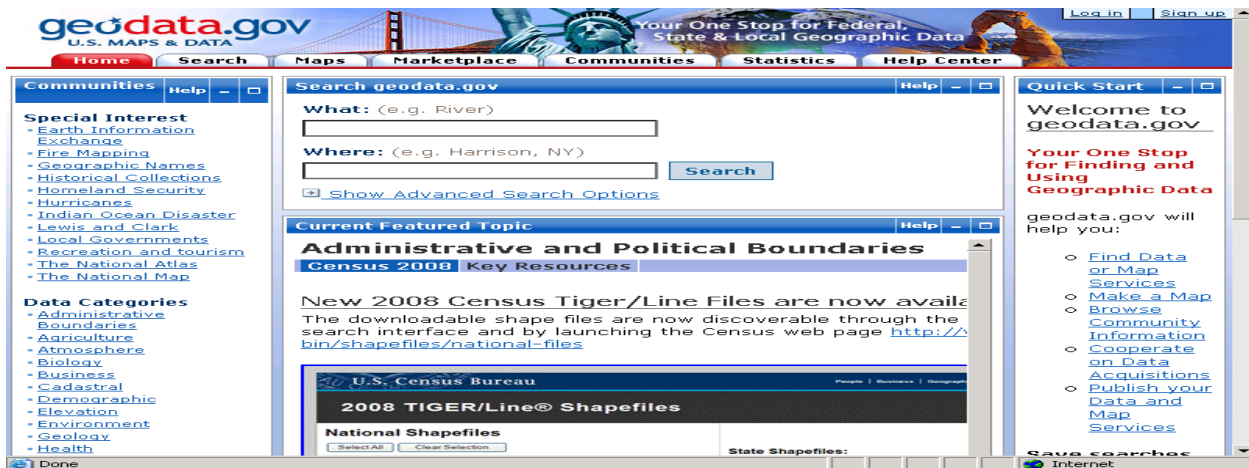 geodata.gov
U.S. MAPS & DATA
Your One Stop for Federal,
State & Local Geographic Data
Log in Sign up
Home Search Maps Marketplace Communities Statistics Help Center
Communities Help
Special Interest
- Earth Information
Exchange
- Fire Mapping
- Geographic Names
- Historical Collections
- Homeland Security
- Hurricanes
- Indian Ocean Disaster
- Lewis and Clark
- Local Governments
- Recreation and tourism
- The National Atlas
- The National Map
Data Categories
- Administrative
Boundaries
- Agriculture
- Atmosphere
- Biology
- Business
- Cadastral
- Demographic
- Elevation
- Environment
- Geology
- Health
Search geodata.gov Help
What: (e.g. River)
Where: (e.g. Harrison, NY)
Search
Show Advanced Search Options
Current Featured Topic Help
Administrative and Political Boundaries
Census 2008 Key Resources
New 2008 Census Tiger/Line Files are now availa
The downloadable shape files are now discoverable through the
search interface and by launching the Census web page http://
bin/shapefiles/national-files
U.S. Census Bureau
People | Business | Geograph
2008 TIGER/Line® Shapefiles
National Shapefiles
Select All Clear Selection
State Shapefiles:
Quick Start
Welcome to
geodata.gov
Your One Stop
for Finding and
Using
Geographic Data
geodata.gov will
help you:
Find Data
or Map
Services
Make a Map
Browse
Community
Information
Cooperate
on Data
Acquisitions
Publish your
Data and
Map
Services
Save searches
Done
Internet